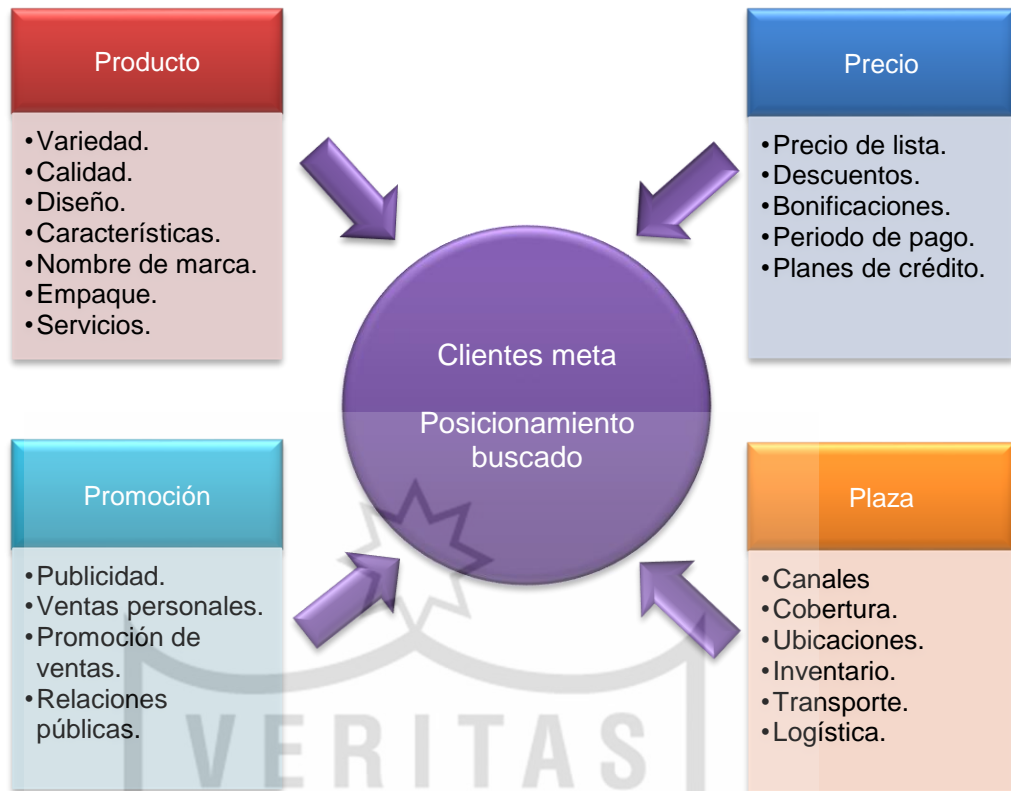 Producto
•Variedad.
•Calidad.
•Diseño.
•Características.
•Nombre de marca.
•Empaque.
•Servicios.
Precio
•Precio de lista.
•Descuentos.
•Bonificaciones.
•Periodo de pago.
•Planes de crédito.
Clientes meta
Posicionamiento
buscado
Promoción
•Publicidad.
•Ventas personales.
•Promoción de
ventas.
•Relaciones
públicas.
Plaza
•Canales
•Cobertura.
•Ubicaciones.
•Inventario.
•Transporte.
•Logística.
VERITAS